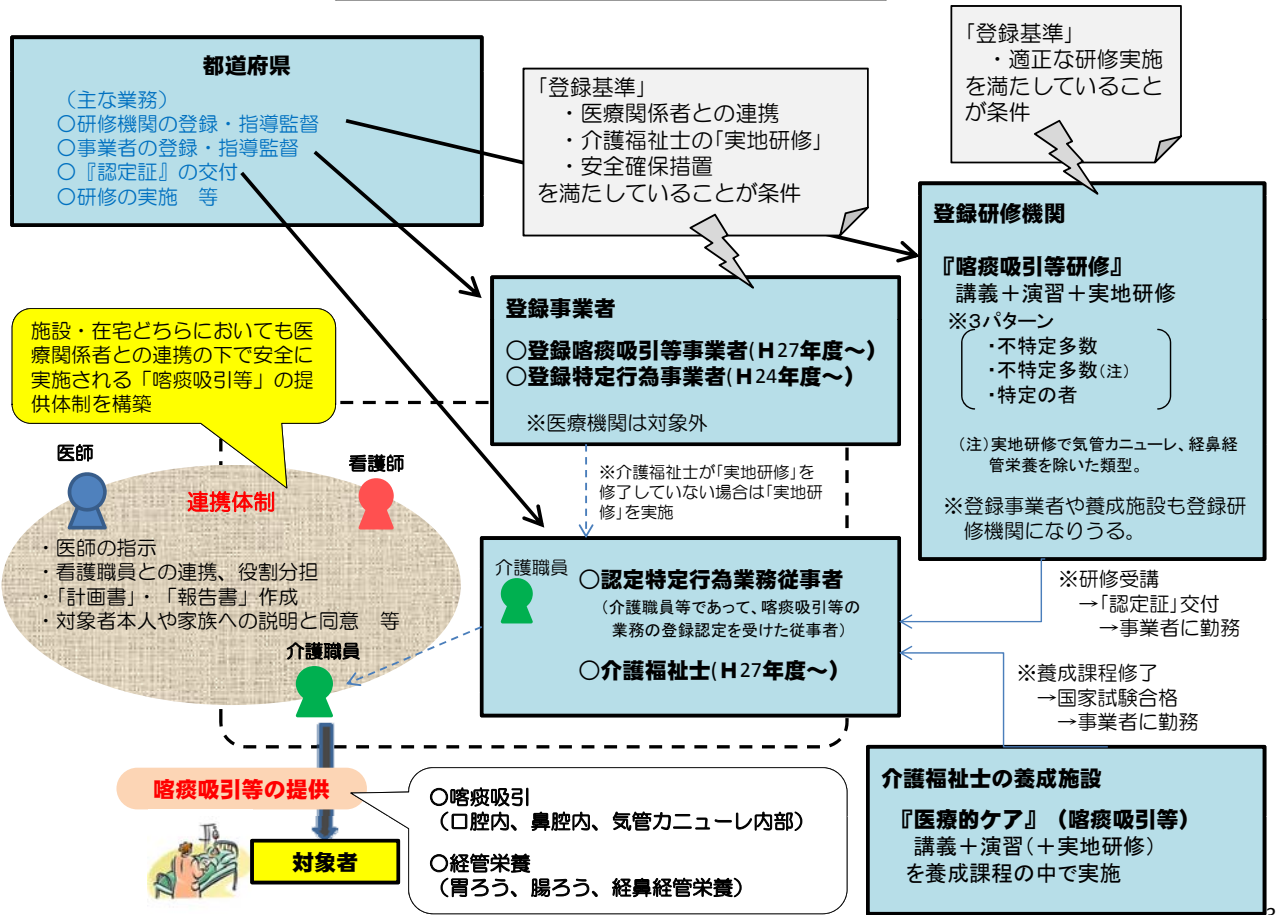 都道府県
（主な業務）
○研修機関の登録・指導監督
○事業者の登録・指導監督
○『認定証』の交付
○研修の実施　等
「登録基準」
・医療関係者との連携
・介護福祉士の「実地研修」
・安全確保措置
を満たしていることが条件
「登録基準」
・適正な研修実施
を満たしていること
が条件
登録研修機関
『喀痰吸引等研修』
講義＋演習＋実地研修
※3パターン
・不特定多数
・不特定多数（注）
・特定の者
（注）実地研修で気管カニューレ、経鼻経
管栄養を除いた類型。
※登録事業者や養成施設も登録研
修機関になりうる。
登録事業者
○登録喀痰吸引等事業者(H27年度～)
○登録特定行為事業者(H24年度～)
※医療機関は対象外
施設・在宅どちらにおいても医
療関係者との連携の下で安全に
実施される「喀痰吸引等」の提
供体制を構築
医師
看護師
連携体制
・医師の指示
・看護職員との連携、役割分担
・「計画書」・「報告書」作成
・対象者本人や家族への説明と同意　等
介護職員
※介護福祉士が「実地研修」を
修了していない場合は「実地研
修」を実施
介護職員
○認定特定行為業務従事者
（介護職員等であって、喀痰吸引等の
業務の登録認定を受けた従事者）
○介護福祉士(H27年度～)
※研修受講
→「認定証」交付
→事業者に勤務
※養成課程修了
→国家試験合格
→事業者に勤務
介護福祉士の養成施設
『医療的ケア』（喀痰吸引等）
講義＋演習（＋実地研修）
を養成課程の中で実施
喀痰吸引等の提供
対象者
○喀痰吸引
（口腔内、鼻腔内、気管カニューレ内部）
○経管栄養
（胃ろう、腸ろう、経鼻経管栄養）